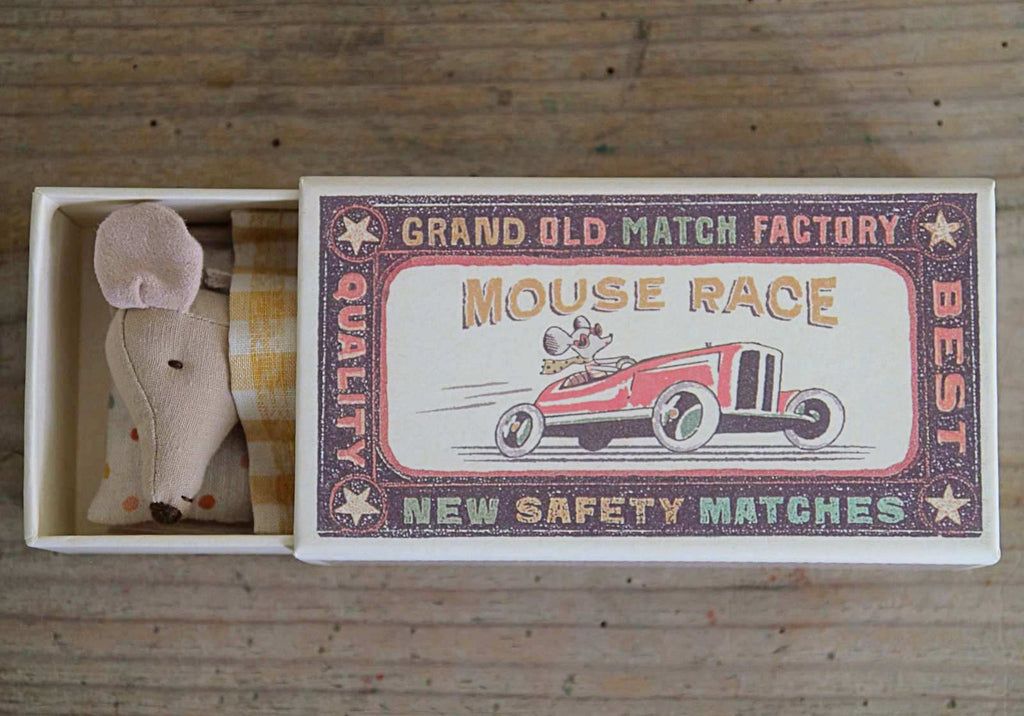 GRAND OLD MATCH FACTORY
QUALITY
MOUSE RACE
BEST
NEW SAFETY MATCHES